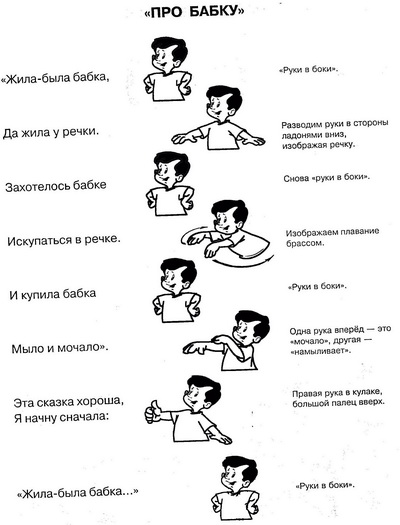 «ПРО БАБКУ»
«Жила-была бабка,
«Руки в боки».
Да жила у речки.
Разводим руки в стороны
ладонями вниз,
изображая речку.
Захотелось бабке
Снова «руки в боки».
Искупаться в речке.
Изображаем плавание
брассом.
И купила бабка
«Руки в боки».
Мыло и мочало».
Одна рука вперёд — это
«мочало», другая —
«намыливает».
Эта сказка хороша,
Я начну сначала:
Правая рука в кулаке,
большой палец вверх.
«Жила-была бабка...»
«Руки в боки».